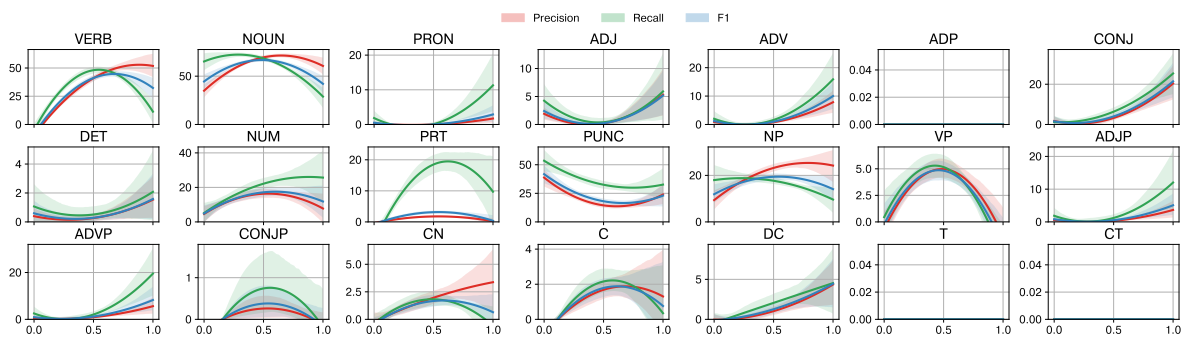 Precision Recall F1
VERB NOUN PRON ADJ ADV ADP CONJ
50 25 0
50 0
20 10 0
10 5 0
20 10 0
0.04 0.02 0.00
20 0
DET NUM PRT PUNC NP VP ADJP
4 2 0
40 20 0
20 10 0
50 25 0
20 0
5.0 2.5 0.0
20 10 0
ADVP CONJP CN C DC T CT
20 0
1 0
5.0 2.5 0.0
4 2 0
5 0
0.04 0.02 0.00
0.04 0.02 0.00
0.0 0.5 1.0 0.0 0.5 1.0 0.0 0.5 1.0 0.0 0.5 1.0 0.0 0.5 1.0 0.0 0.5 1.0 0.0 0.5 1.0